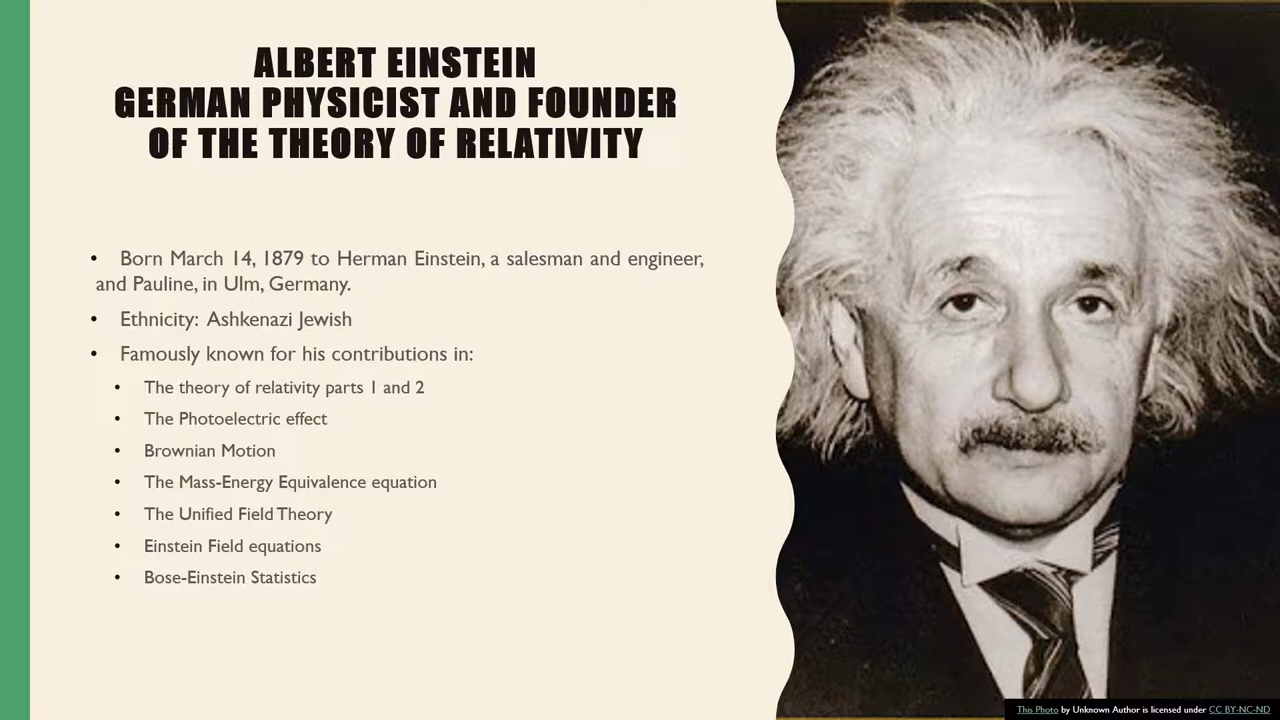 ALBERT EINSTEIN
GERMAN PHYSICIST AND FOUNDER
OF THE THEORY OF RELATIVITY
• Born March 14, 1879 to Herman Einstein, a salesman and engineer,
and Pauline, in Ulm, Germany.
• Ethnicity: Ashkenazi Jewish
• Famously known for his contributions in:
• The theory of relativity parts 1 and 2
• The Photoelectric effect
• Brownian Motion
• The Mass-Energy Equivalence equation
• The Unified Field Theory
• Einstein Field equations
• Bose-Einstein Statistics
This Photo by Unknown Author is licensed under CC BY-NC-ND